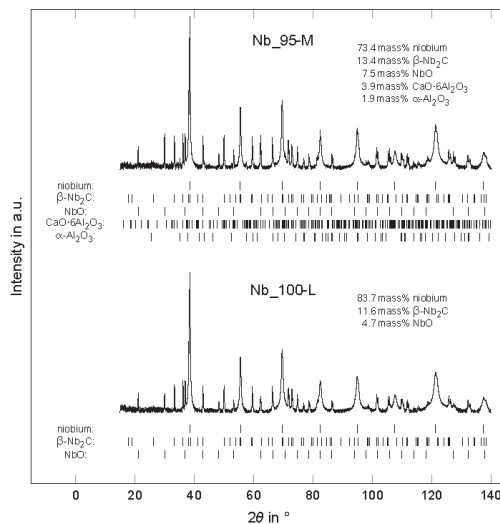 Nb_95-M
73.4 mass% niobium
13.4 mass% β-Nb₂C
7.5 mass% NbO
3.9 mass% CaO·6Al₂O₃
1.9 mass% α-Al₂O₃
niobium:
β-Nb₂C:
NbO:
CaO·6Al₂O₃:
α-Al₂O₃:
Intensity in a.u.
Nb_100-L
83.7 mass% niobium
11.6 mass% β-Nb₂C
4.7 mass% NbO
niobium:
β-Nb₂C:
NbO:
0 20 40 60 80 100 120 140
2θ in °